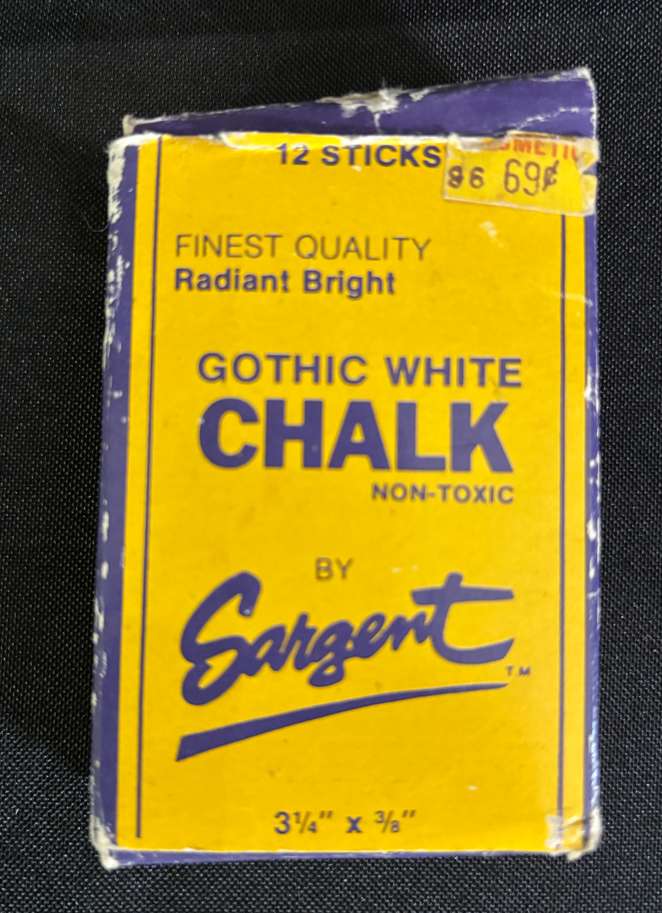 12 STICKS
96 69¢
FINEST QUALITY
Radiant Bright
GOTHIC WHITE
CHALK
NON-TOXIC
BY
Sargent
TM
3¼" x ⅜"